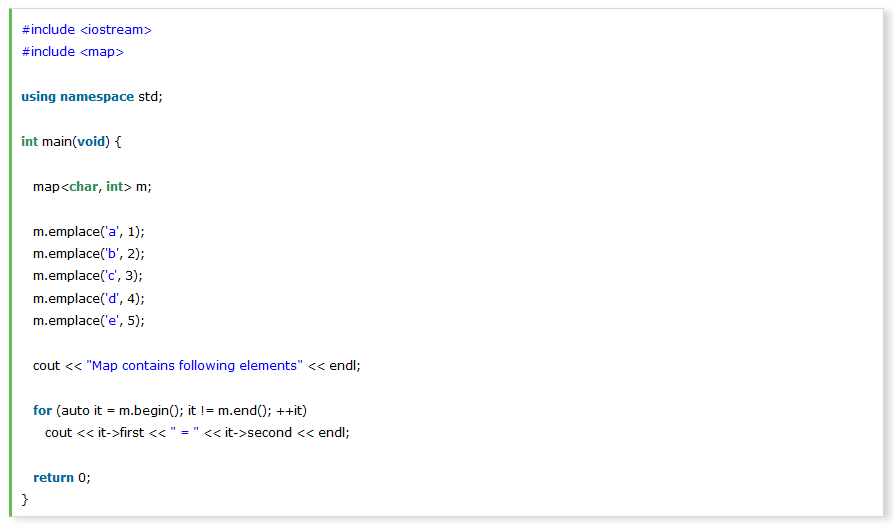 #include <iostream>
#include <map>
using namespace std;
int main(void) {
map<char, int> m;
m.emplace('a', 1);
m.emplace('b', 2);
m.emplace('c', 3);
m.emplace('d', 4);
m.emplace('e', 5);
cout << "Map contains following elements" << endl;
for (auto it = m.begin(); it != m.end(); ++it)
cout << it->first << " = " << it->second << endl;
return 0;
}